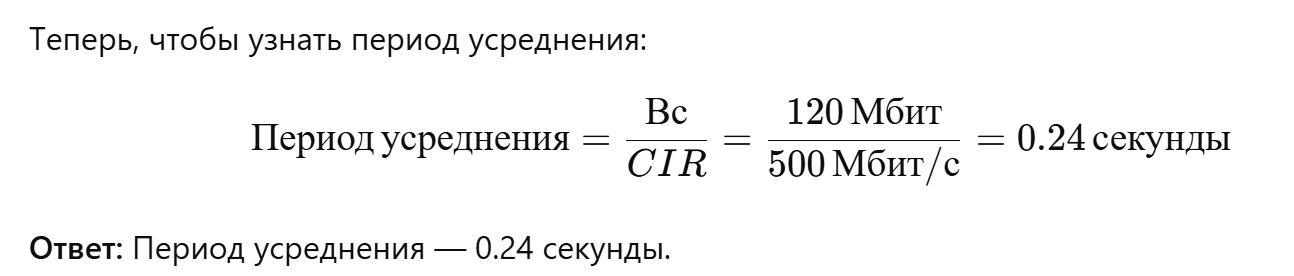 Теперь, чтобы узнать период усреднения:
Период усреднения = Bc / CIR = 120 Мбит / 500 Мбит/с = 0.24 секунды
Ответ: Период усреднения — 0.24 секунды.